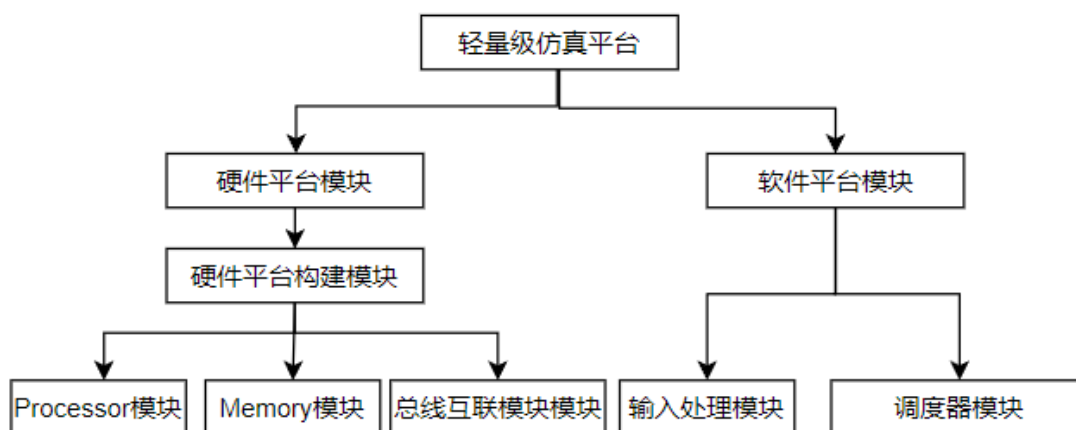 轻量级仿真平台
硬件平台模块
软件平台模块
硬件平台构建模块
Processor模块
Memory模块
总线互联模块模块
输入处理模块
调度器模块